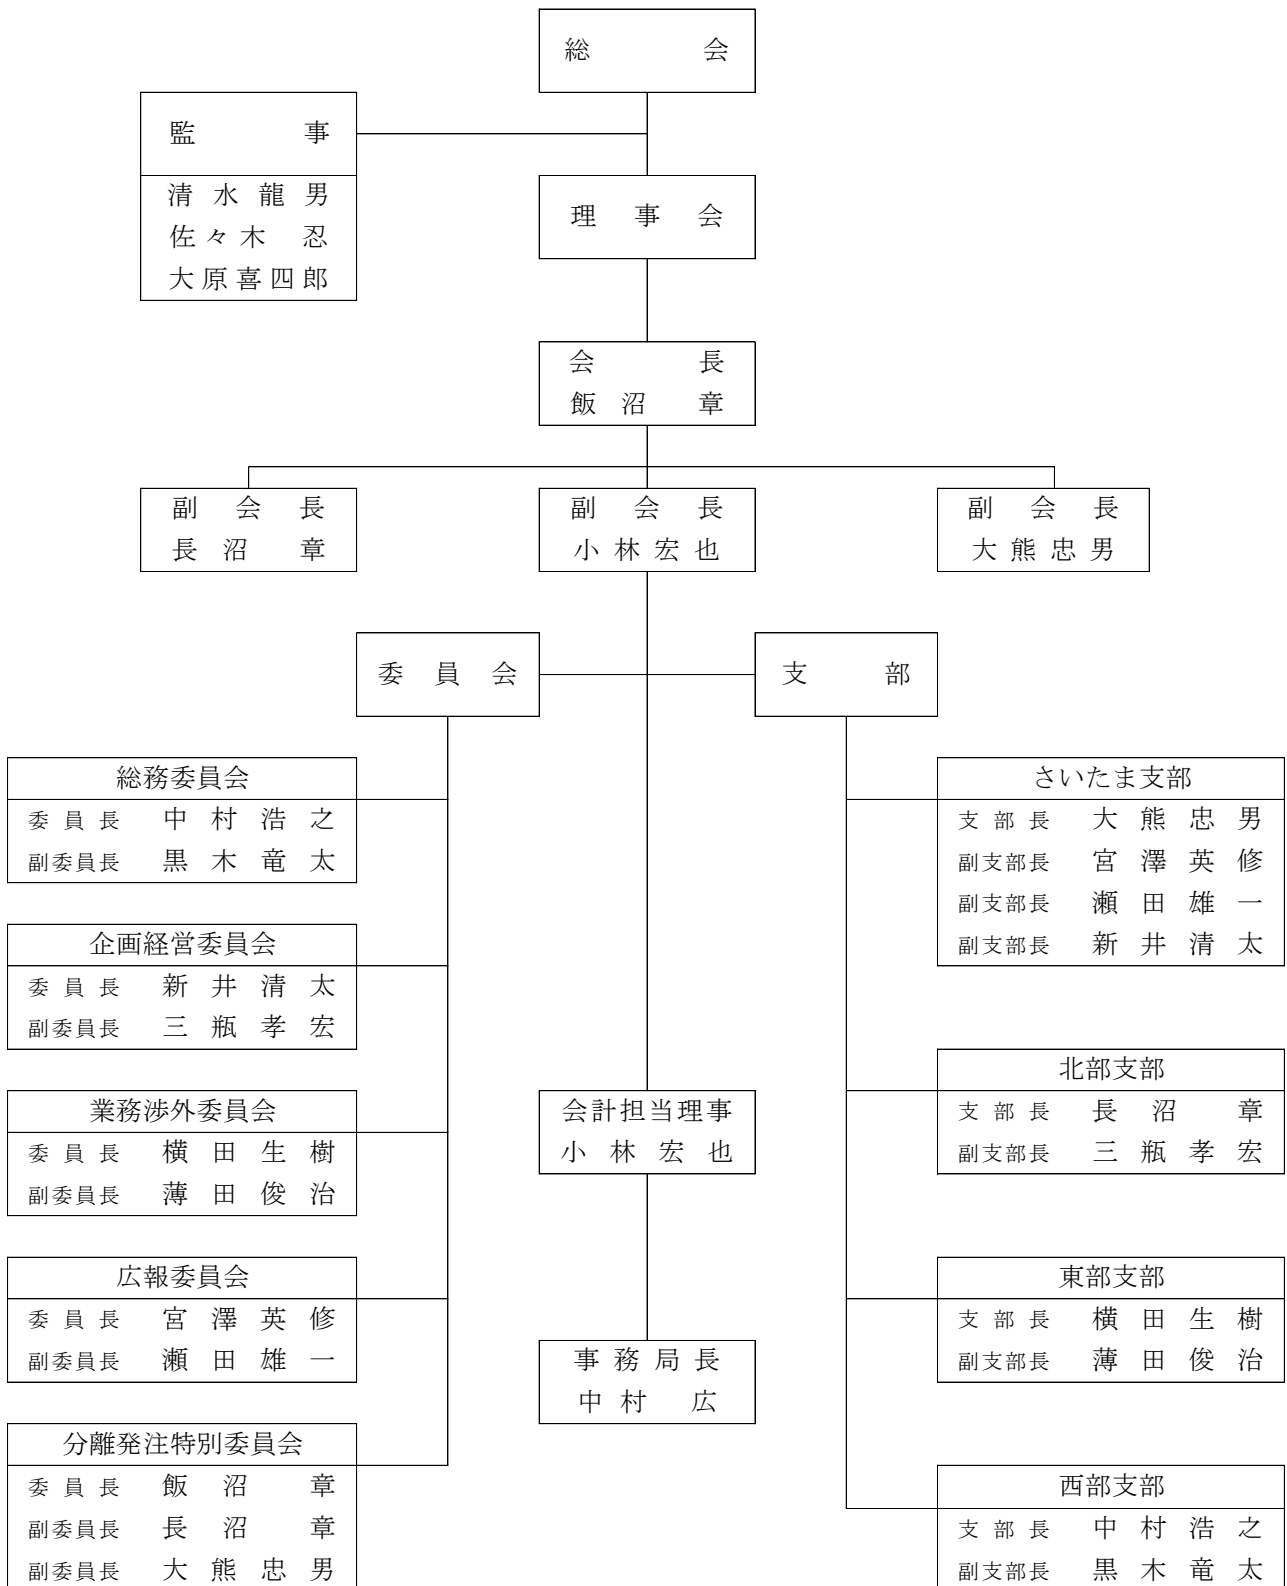 総会
監事
清水龍男
佐々木 忍
大原喜四郎
理事会
会長
飯沼 章
副会長
長沼 章
副会長
小林宏也
副会長
大熊忠男
委員会
支部
総務委員会
委員長 中村浩之
副委員長 黒木竜太
企画経営委員会
委員長 新井清太
副委員長 三瓶孝宏
業務渉外委員会
委員長 横田生樹
副委員長 薄田俊治
広報委員会
委員長 宮澤英修
副委員長 瀬田雄一
分離発注特別委員会
委員長 飯沼 章
副委員長 長沼 章
副委員長 大熊忠男
会計担当理事
小林宏也
事務局長
中村 広
さいたま支部
支部長 大熊忠男
副支部長 宮澤英修
副支部長 瀬田雄一
副支部長 新井清太
北部支部
支部長 長沼 章
副支部長 三瓶孝宏
東部支部
支部長 横田生樹
副支部長 薄田俊治
西部支部
支部長 中村浩之
副支部長 黒木竜太